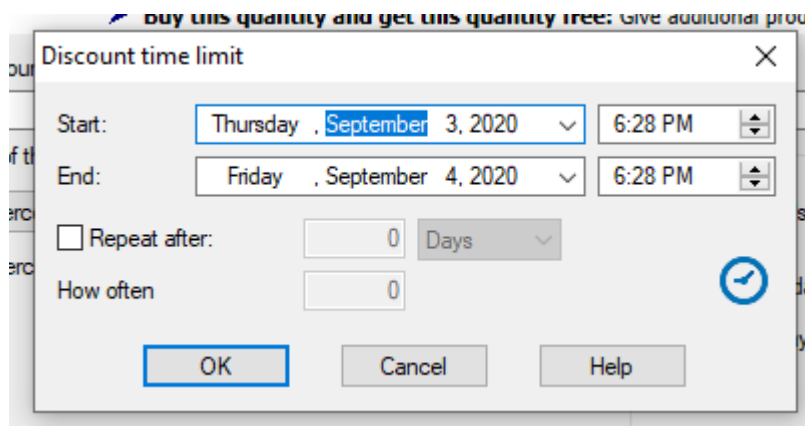 Buy this quantity and get this quantity free: Give additional prod
Discount time limit
Start: Thursday , September 3, 2020 6:28 PM
of th
End: Friday , September 4, 2020 6:28 PM
Repeat after: 0 Days
How often 0
OK Cancel Help